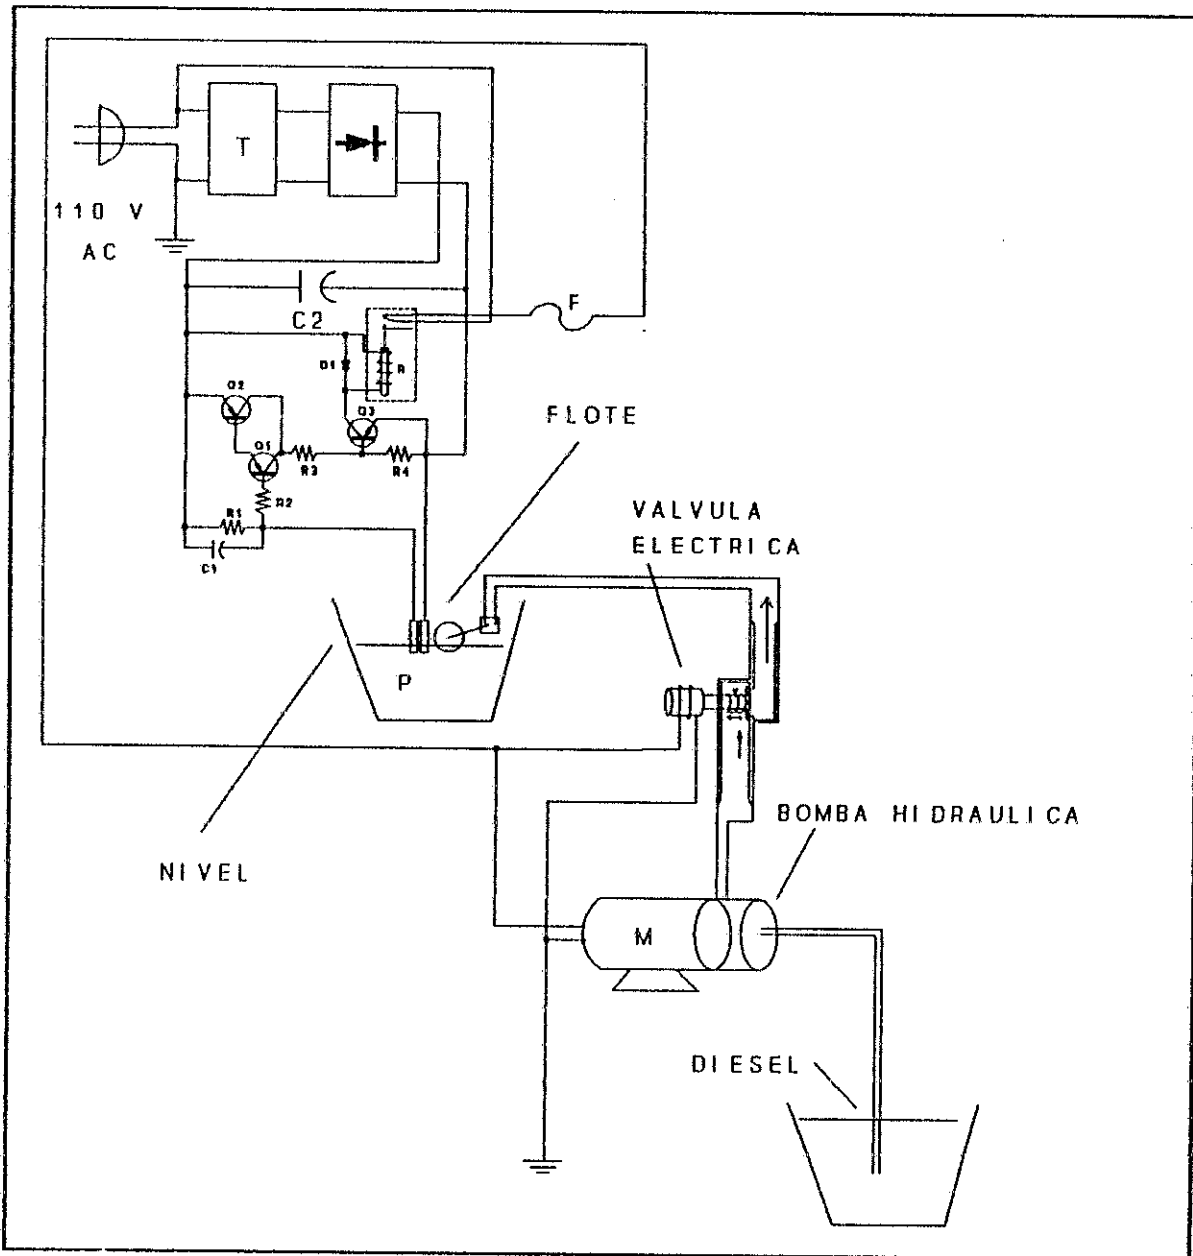 T
110 V
AC
C2
F
D1
R
Q2
Q3
FLOTE
Q1
R3
R4
R2
R1
C1
VALVULA
ELECTRICA
P
NIVEL
BOMBA HIDRAULICA
M
DIESEL